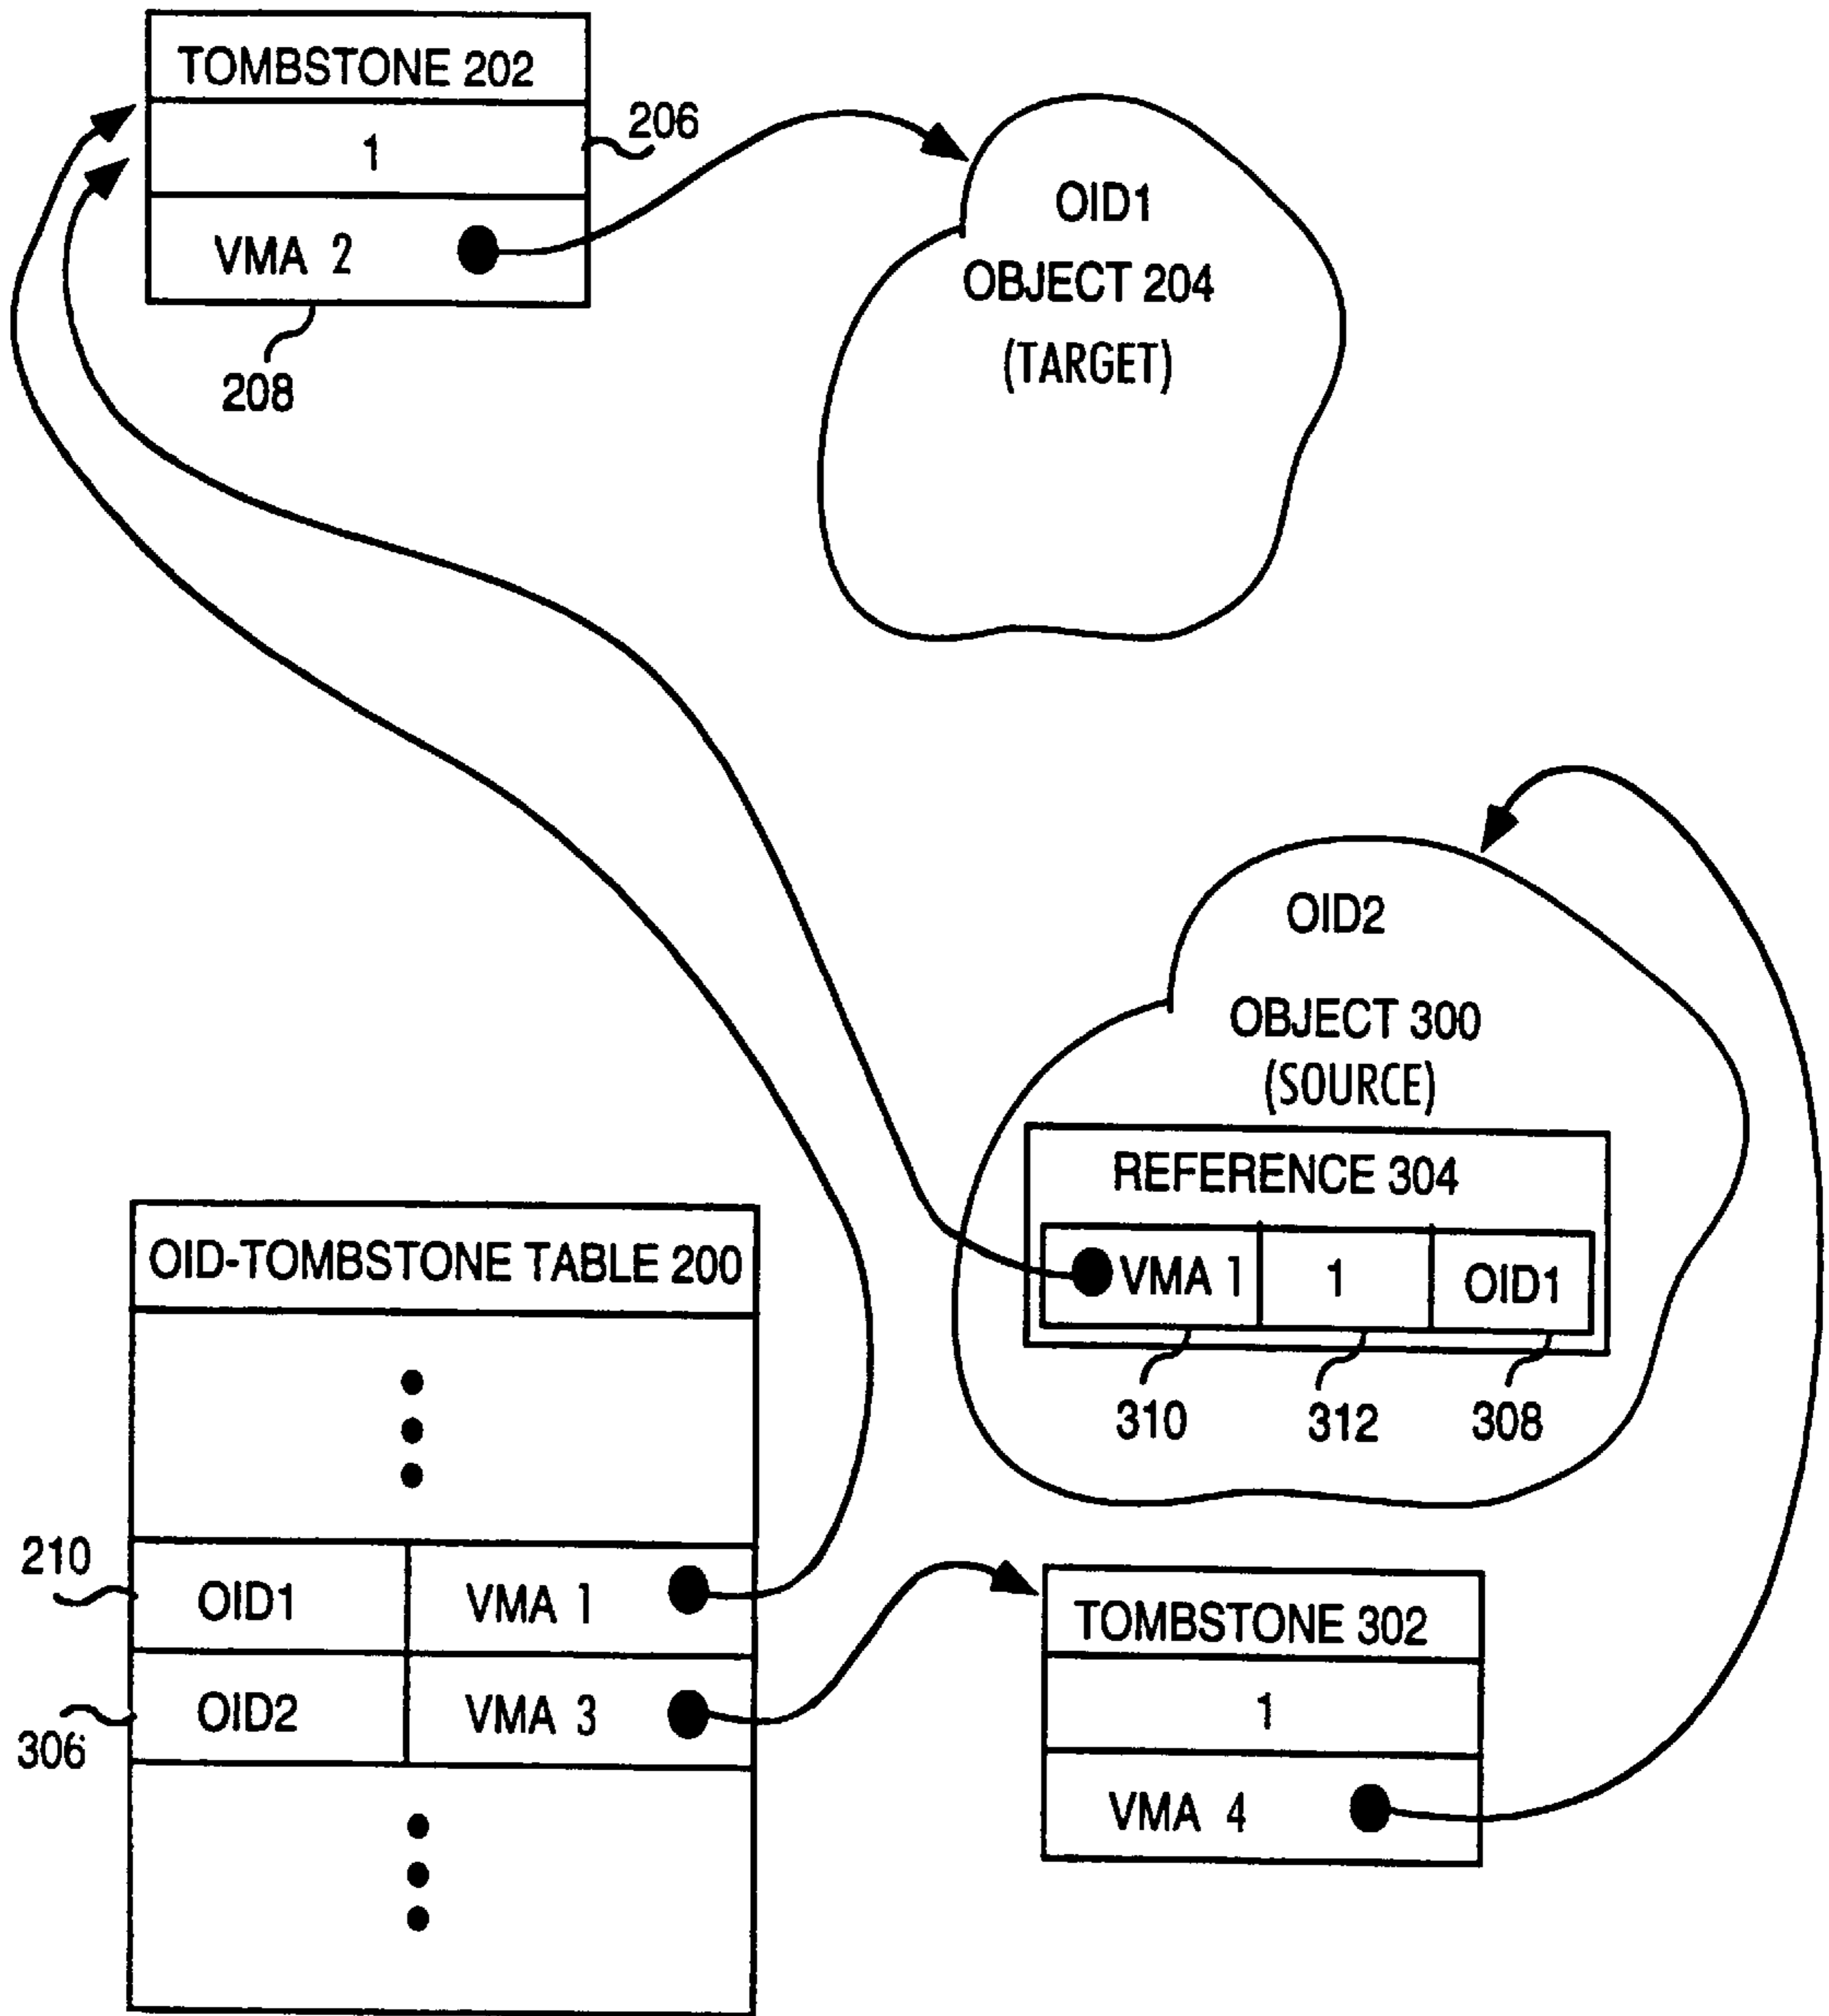 TOMBSTONE 202
1
206
VMA 2
208
OID1
OBJECT 204
(TARGET)
OID2
OBJECT 300
(SOURCE)
REFERENCE 304
VMA 1 1 OID1
310 312 308
OID-TOMBSTONE TABLE 200
210
OID1 VMA 1
OID2 VMA 3
306
TOMBSTONE 302
1
VMA 4